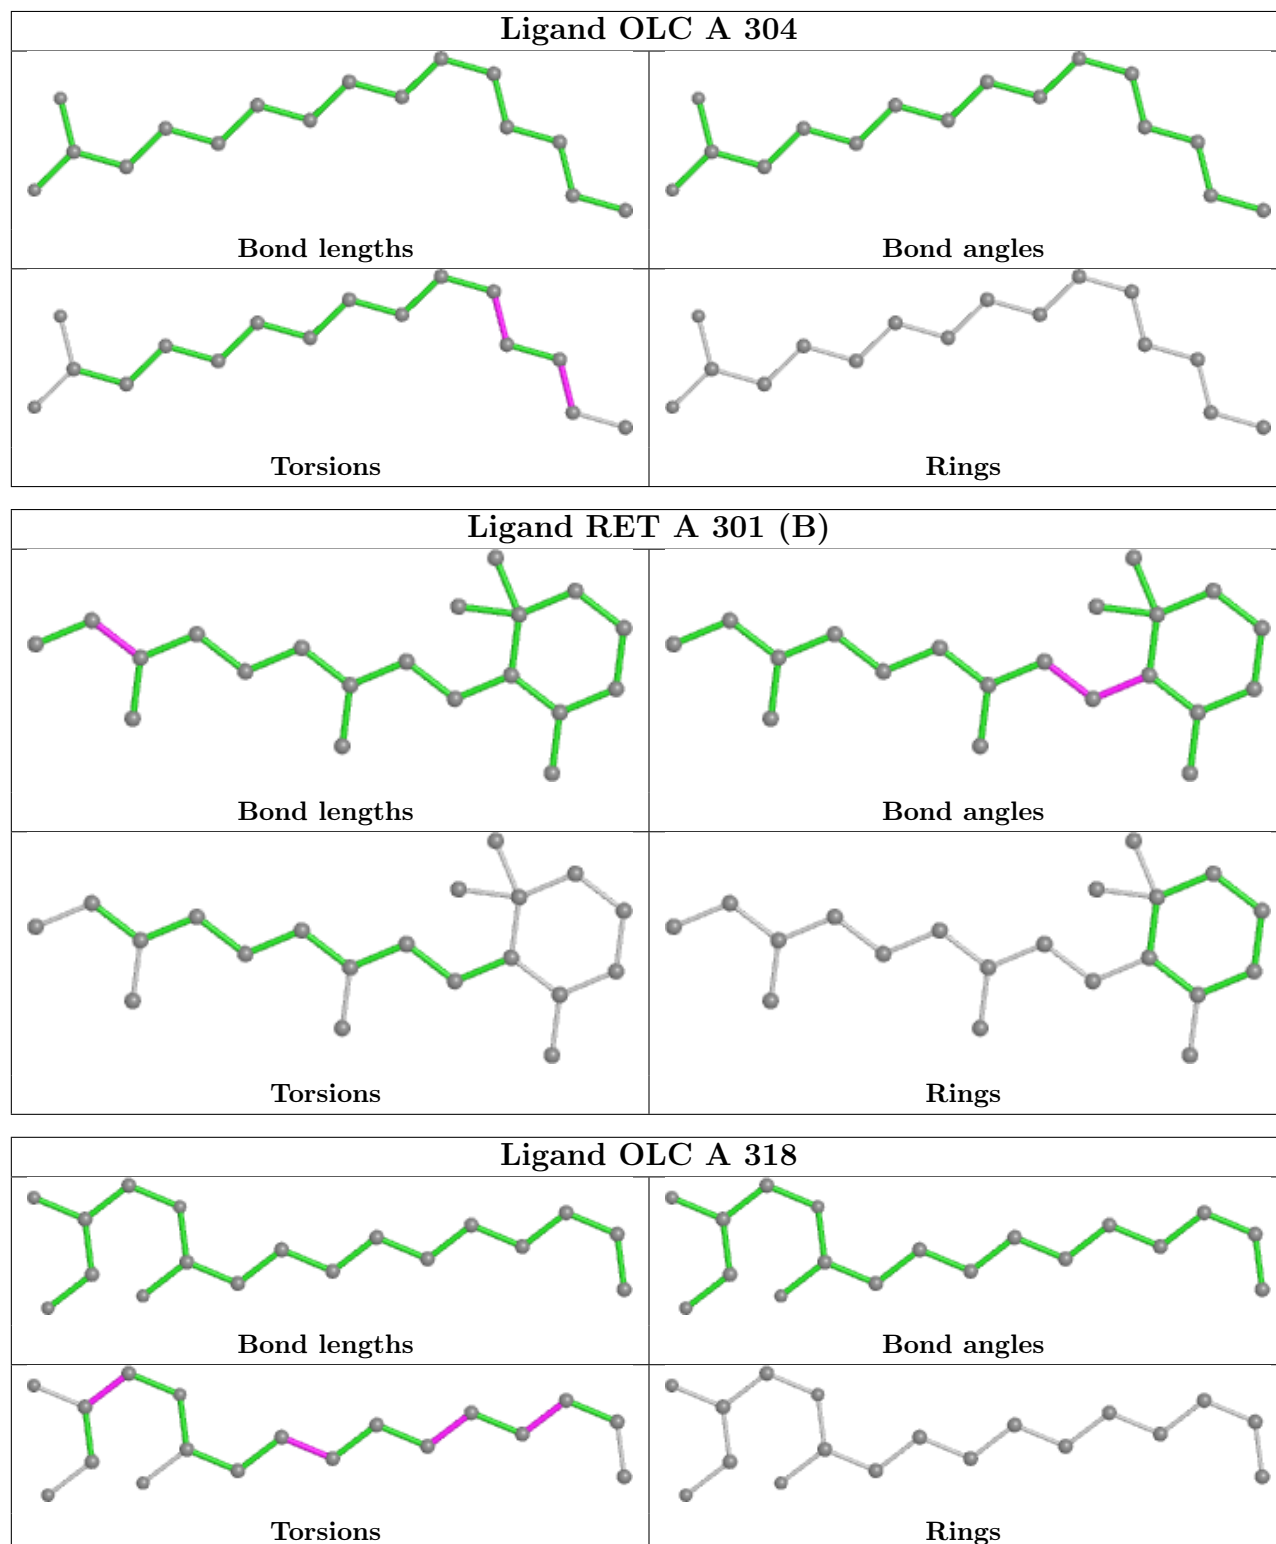 Ligand OLC A 304
Bond lengths
Bond angles
Torsions
Rings
Ligand RET A 301 (B)
Bond lengths
Bond angles
Torsions
Rings
Ligand OLC A 318
Bond lengths
Bond angles
Torsions
Rings